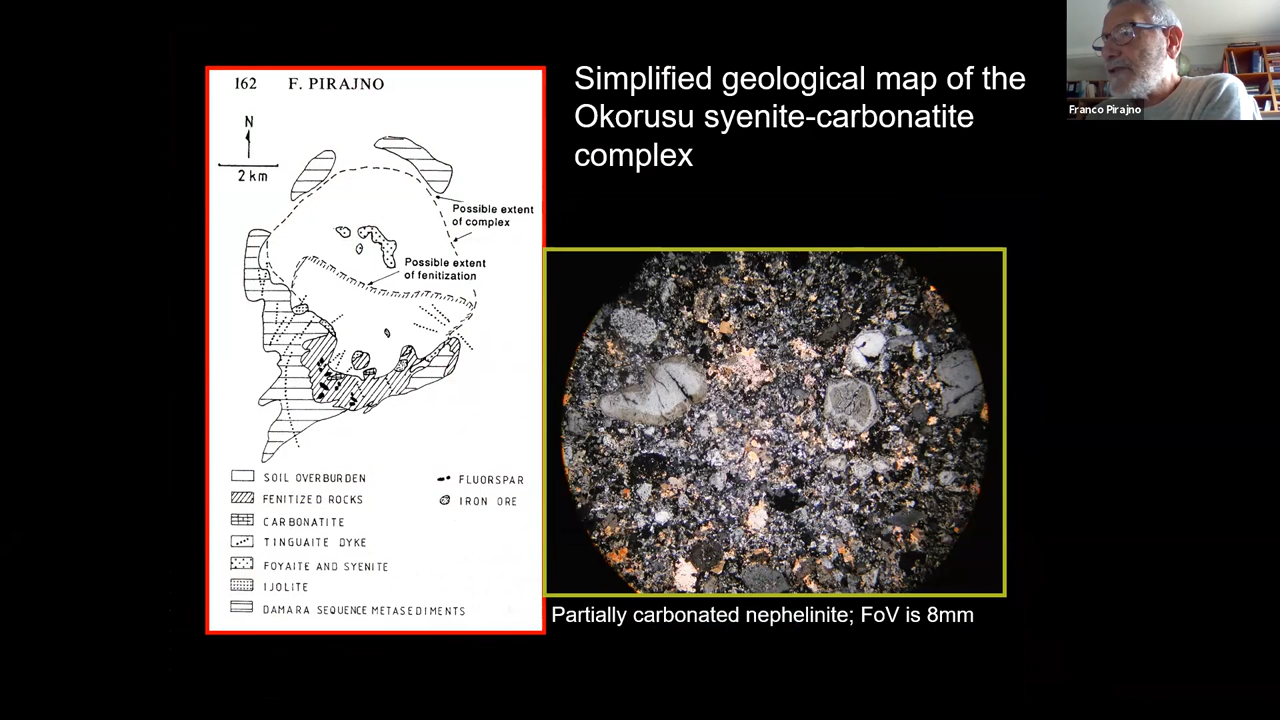 162 F. PIRAJNO
N
2 km
Possible extent
of complex
Possible extent
of fenitization
SOIL OVERBURDEN
FENITIZED ROCKS
CARBONATITE
TINGUAITE DYKE
FOYAITE AND SYENITE
IJOLITE
DAMARA SEQUENCE METASEDIMENTS
FLUORSPAR
IRON ORE
Simplified geological map of the
Okorusu syenite-carbonatite
complex
Partially carbonated nephelinite; FoV is 8mm
Franco Pirajno